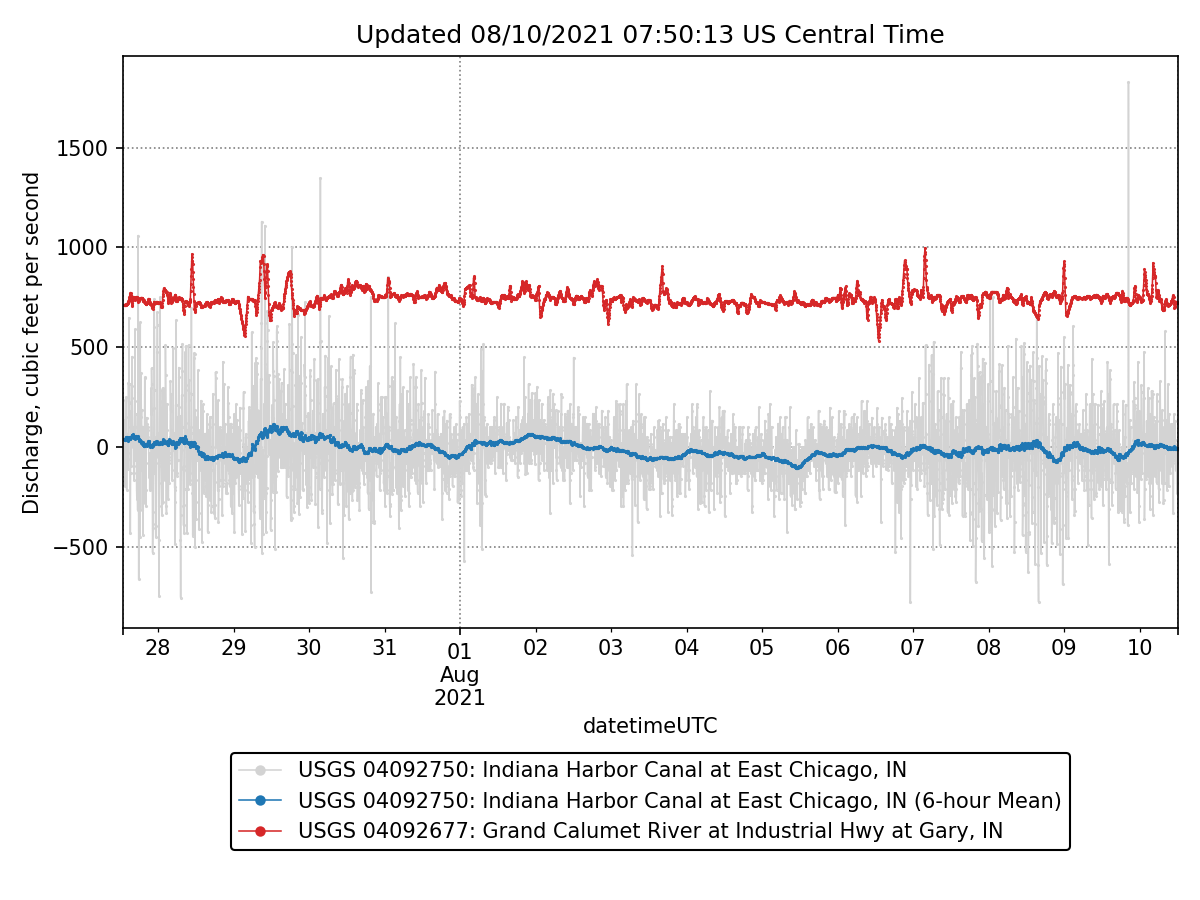 Updated 08/10/2021 07:50:13 US Central Time
Discharge, cubic feet per second
1500
1000
500
0
−500
28 29 30 31 01 02 03 04 05 06 07 08 09 10
Aug
2021
datetimeUTC
USGS 04092750: Indiana Harbor Canal at East Chicago, IN
USGS 04092750: Indiana Harbor Canal at East Chicago, IN (6-hour Mean)
USGS 04092677: Grand Calumet River at Industrial Hwy at Gary, IN